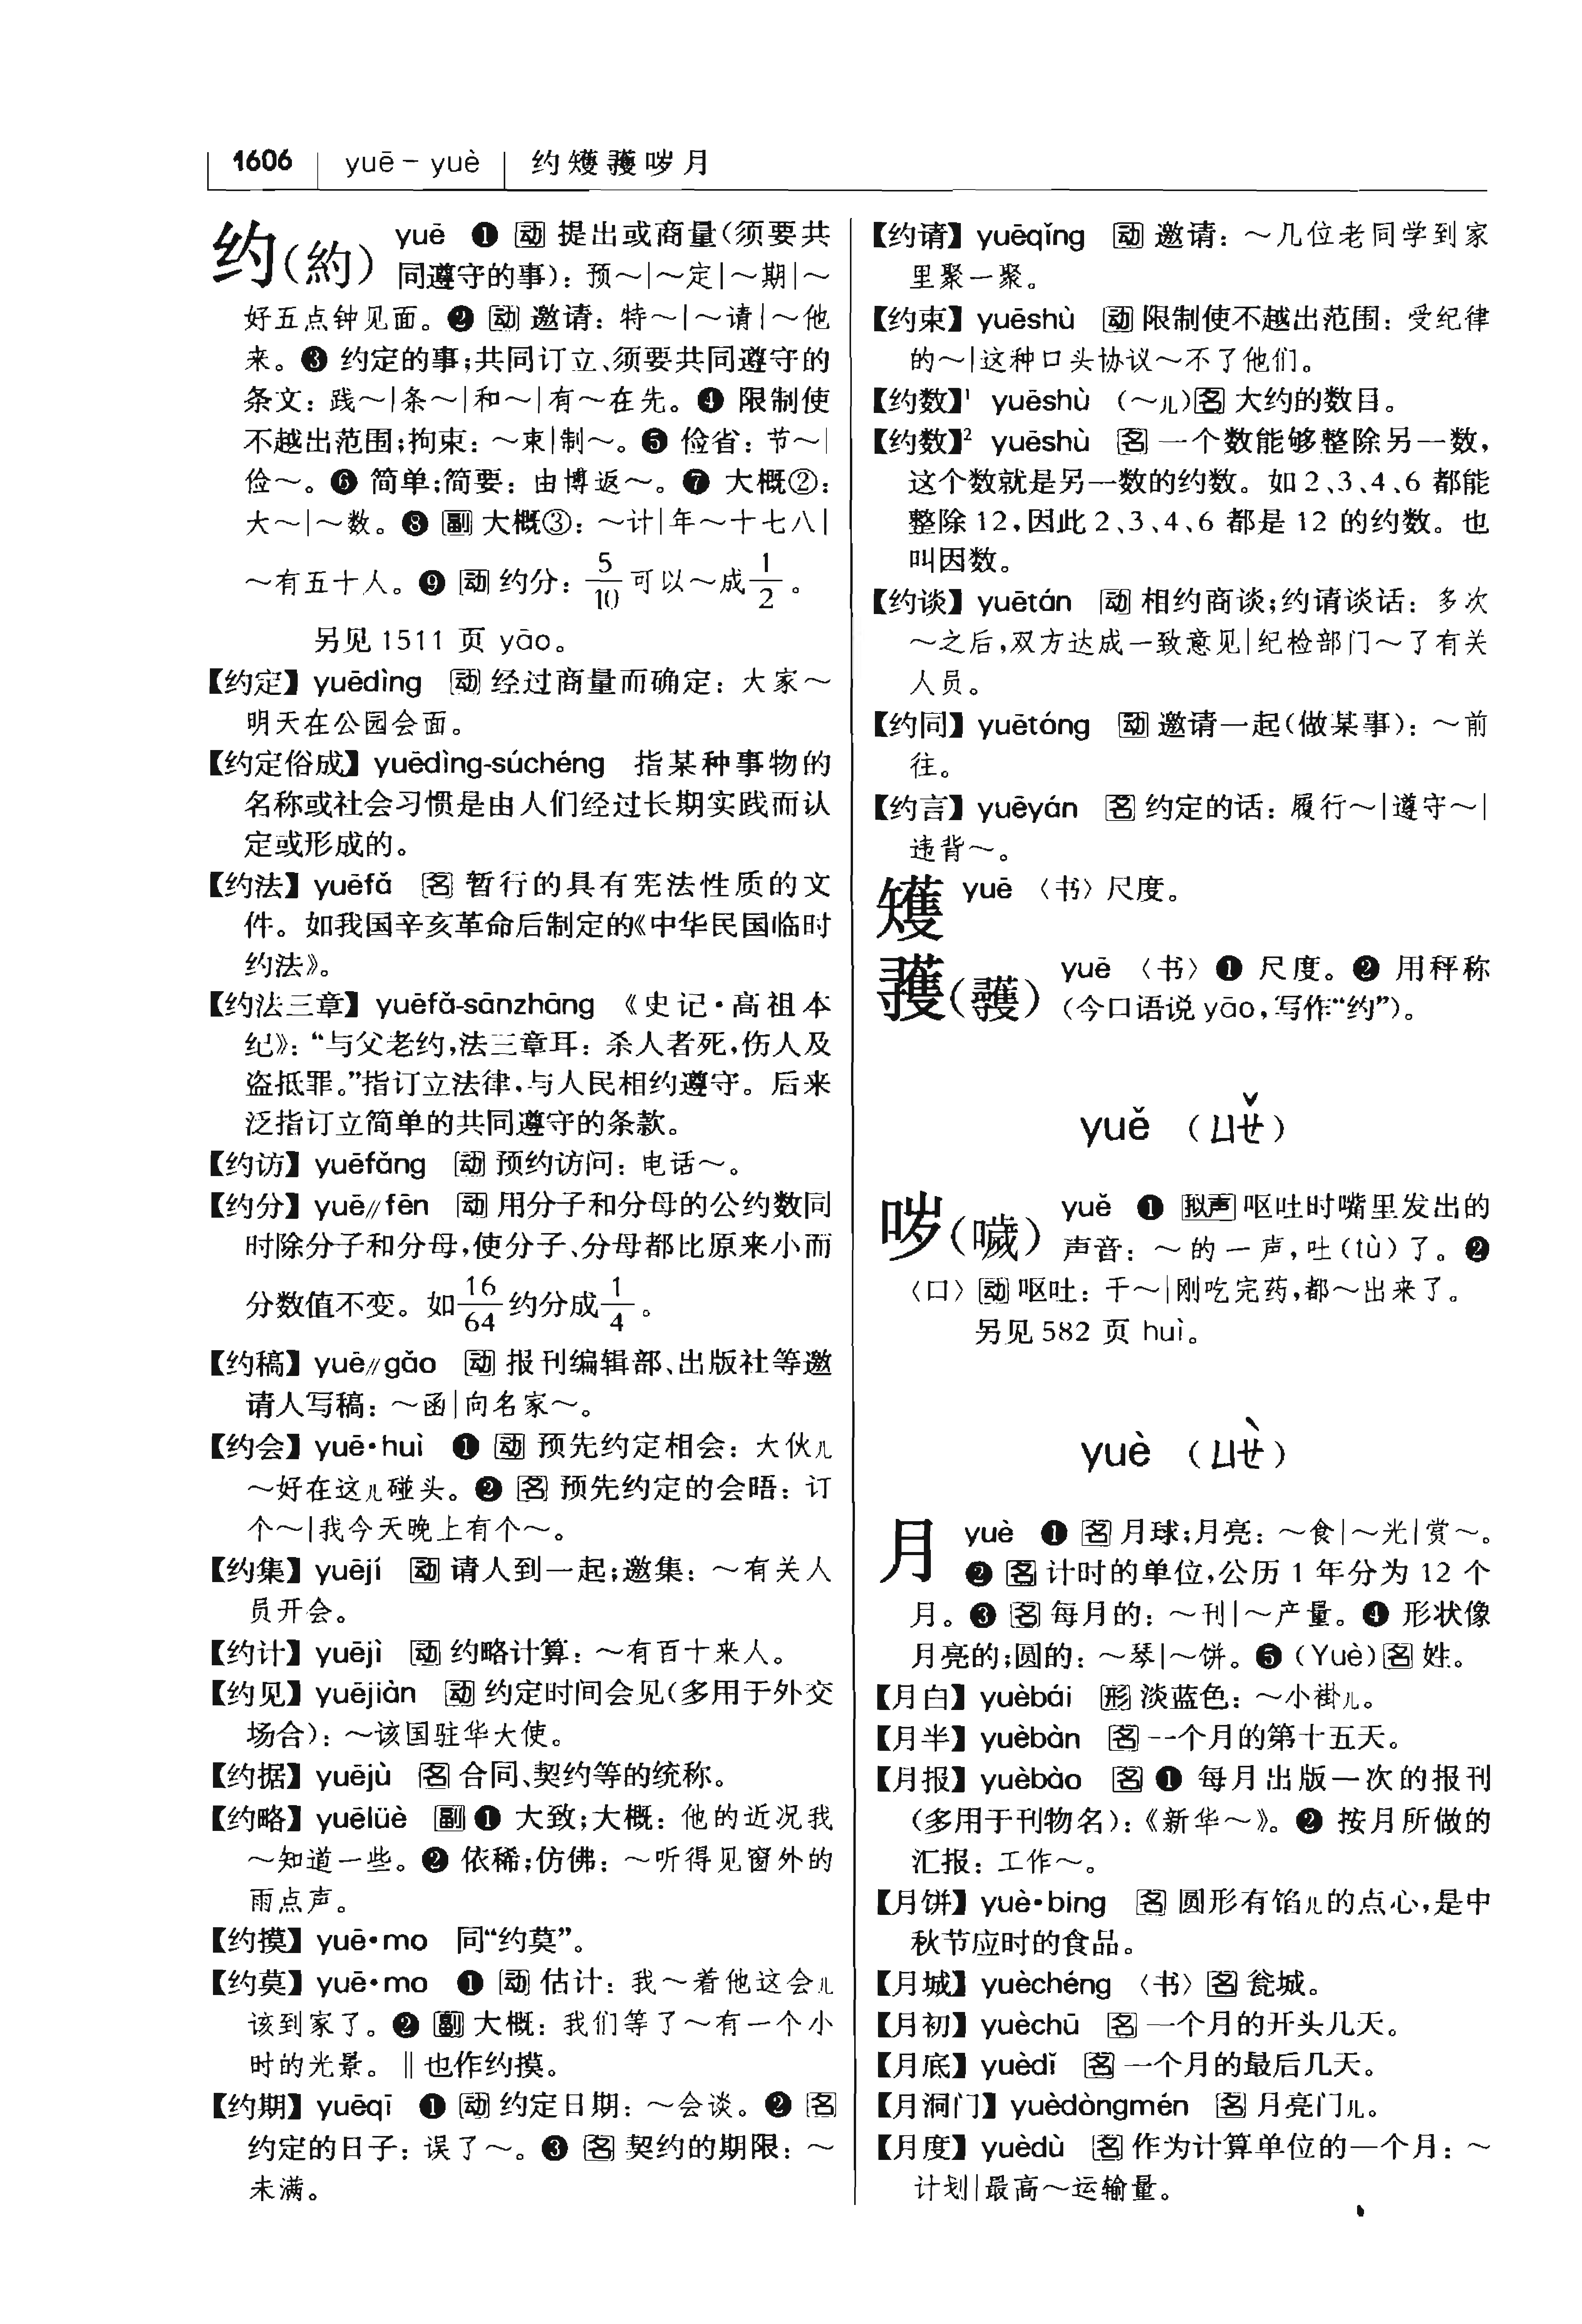 1606 yuē – yuè 约矱彟哕月
约(約) yuē ❶ 动 提出或商量(须要共
同遵守的事)：预～|～定|～期|～
好五点钟见面。❷ 动 邀请：特～|～请|～他
来。❸ 约定的事;共同订立、须要共同遵守的
条文：践～|条～|和～|有～在先。❹ 限制使
不越出范围;拘束：～束|制～。❺ 俭省：节～|
俭～。❻ 简单;简要：由博返～。❼ 大概②：
大～|～数。❽ 副 大概③：～计|年～十七八|
～有五十人。❾ 动 约分：5/10可以～成1/2。
另见1511 页 yāo。
【约定】yuēdìng 动 经过商量而确定：大家～
明天在公园会面。
【约定俗成】yuēdìng-súchéng 指某种事物的
名称或社会习惯是由人们经过长期实践而认
定或形成的。
【约法】yuēfǎ 名 暂行的具有宪法性质的文
件。如我国辛亥革命后制定的《中华民国临时
约法》。
【约法三章】yuēfǎ-sānzhāng 《史记·高祖本
纪》：“与父老约,法三章耳：杀人者死,伤人及
盗抵罪。”指订立法律,与人民相约遵守。后来
泛指订立简单的共同遵守的条款。
【约访】yuēfǎng 动 预约访问：电话～。
【约分】yuē∥fēn 动 用分子和分母的公约数同
时除分子和分母,使分子、分母都比原来小而
分数值不变。如16/64约分成1/4。
【约稿】yuē∥gǎo 动 报刊编辑部、出版社等邀
请人写稿：～函|向名家～。
【约会】yuē·huì ❶ 动 预先约定相会：大伙儿
～好在这儿碰头。❷ 名 预先约定的会晤：订
个～|我今天晚上有个～。
【约集】yuējí 动 请人到一起;邀集：～有关人
员开会。
【约计】yuējì 动 约略计算：～有百十来人。
【约见】yuējiàn 动 约定时间会见(多用于外交
场合)：～该国驻华大使。
【约据】yuējù 名 合同、契约等的统称。
【约略】yuēlüè 副 ❶ 大致;大概：他的近况我
～知道一些。❷ 依稀;仿佛：～听得见窗外的
雨点声。
【约摸】yuē·mo 同“约莫”。
【约莫】yuē·mo ❶ 动 估计：我～着他这会儿
该到家了。❷ 副 大概：我们等了～有一个小
时的光景。‖也作约摸。
【约期】yuēqī ❶ 动 约定日期：～会谈。❷ 名
约定的日子：误了～。❸ 名 契约的期限：～
未满。
【约请】yuēqǐng 动 邀请：～几位老同学到家
里聚一聚。
【约束】yuēshù 动 限制使不越出范围：受纪律
的～|这种口头协议～不了他们。
【约数】¹ yuēshù (～儿)名 大约的数目。
【约数】² yuēshù 名 一个数能够整除另一数,
这个数就是另一数的约数。如2、3、4、6 都能
整除12,因此2、3、4、6 都是12 的约数。也
叫因数。
【约谈】yuētán 动 相约商谈;约请谈话：多次
～之后,双方达成一致意见|纪检部门～了有关
人员。
【约同】yuētóng 动 邀请一起(做某事)：～前
往。
【约言】yuēyán 名 约定的话：履行～|遵守～|
违背～。
矱 yuē 〈书〉尺度。
彟(彠) yuē 〈书〉❶ 尺度。❷ 用秤称
(今口语说 yāo,写作“约”)。
yuě (ㄩㄝˇ)
哕(噦) yuě ❶ 拟声 呕吐时嘴里发出的
声音：～的一声,吐(tù)了。❷
〈口〉动 呕吐：干～|刚吃完药,都～出来了。
另见582 页 huì。
yuè (ㄩㄝˋ)
月 yuè ❶ 名 月球;月亮：～食|～光|赏～。
❷ 名 计时的单位,公历 1 年分为 12 个
月。❸ 名 每月的：～刊|～产量。❹ 形状像
月亮的;圆的：～琴|～饼。❺ (Yuè)名 姓。
【月白】yuèbái 形 淡蓝色：～小褂儿。
【月半】yuèbàn 名 一个月的第十五天。
【月报】yuèbào 名 ❶ 每月出版一次的报刊
(多用于刊物名)：《新华～》。❷ 按月所做的
汇报：工作～。
【月饼】yuè·bing 名 圆形有馅儿的点心,是中
秋节应时的食品。
【月城】yuèchéng 〈书〉名 瓮城。
【月初】yuèchū 名 一个月的开头几天。
【月底】yuèdǐ 名 一个月的最后几天。
【月洞门】yuèdòngmén 名 月亮门儿。
【月度】yuèdù 名 作为计算单位的一个月：～
计划|最高～运输量。